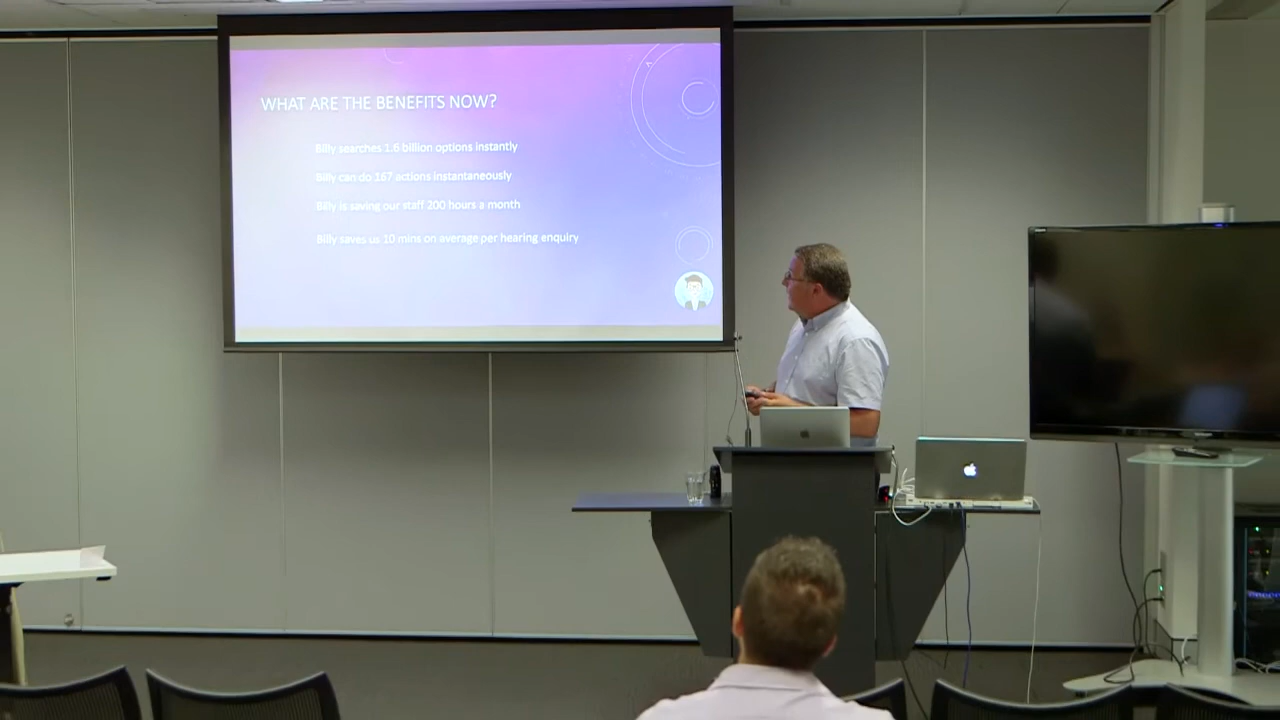 WHAT ARE THE BENEFITS NOW?
Billy searches 1.6 billion options instantly
Billy can do 167 actions instantaneously
Billy is saving our staff 200 hours a month
Billy saves us 10 mins on average per hearing enquiry